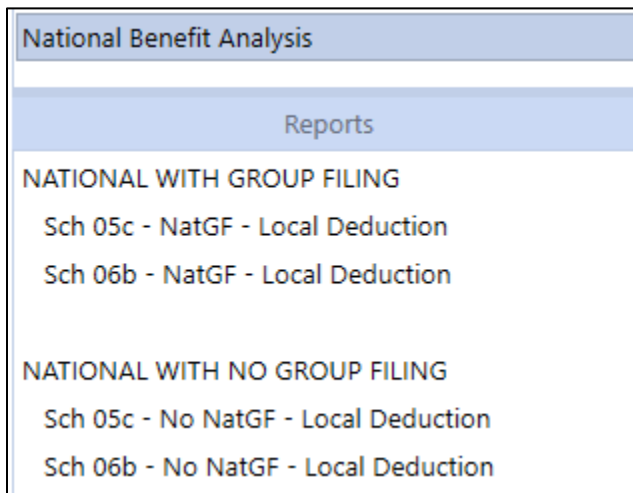 National Benefit Analysis
Reports
NATIONAL WITH GROUP FILING
Sch 05c - NatGF - Local Deduction
Sch 06b - NatGF - Local Deduction
NATIONAL WITH NO GROUP FILING
Sch 05c - No NatGF - Local Deduction
Sch 06b - No NatGF - Local Deduction